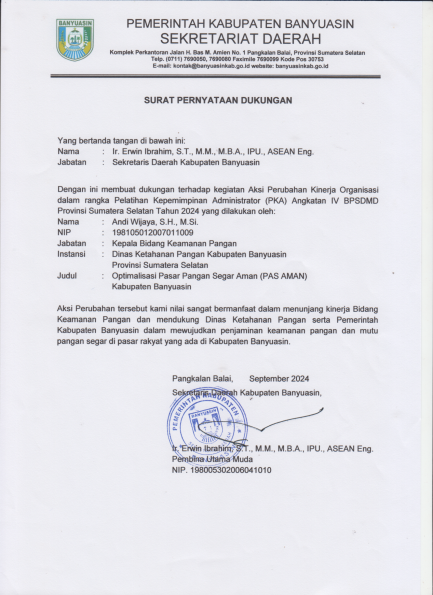 PEMERINTAH KABUPATEN BANYUASIN
SEKRETARIAT DAERAH
Komplek Perkantoran Jalan H. Bas M. Amien No. 1 Pangkalan Balai, Provinsi Sumatera Selatan
Telp. (0711) 7690050, 7690060 Faximile 7690099 Kode Pos 30753
E-mail: kontak@banyuasinkab.go.id website: banyuasinkab.go.id
SURAT PERNYATAAN DUKUNGAN
Yang bertanda tangan di bawah ini:
Nama : Ir. Erwin Ibrahim, S.T., M.M., M.B.A., IPU., ASEAN Eng.
Jabatan : Sekretaris Daerah Kabupaten Banyuasin
Dengan ini membuat dukungan terhadap kegiatan Aksi Perubahan Kinerja Organisasi
dalam rangka Pelatihan Kepemimpinan Administrator (PKA) Angkatan IV BPSDMD
Provinsi Sumatera Selatan Tahun 2024 yang dilakukan oleh:
Nama : Andi Wijaya, S.H., M.Si.
NIP : 198105012007011009
Jabatan : Kepala Bidang Keamanan Pangan
Instansi : Dinas Ketahanan Pangan Kabupaten Banyuasin
Provinsi Sumatera Selatan
Judul : Optimalisasi Pasar Pangan Segar Aman (PAS AMAN)
Kabupaten Banyuasin
Aksi Perubahan tersebut kami nilai sangat bermanfaat dalam menunjang kinerja Bidang
Keamanan Pangan dan mendukung Dinas Ketahanan Pangan serta Pemerintah
Kabupaten Banyuasin dalam mewujudkan penjaminan keamanan pangan dan mutu
pangan segar di pasar rakyat yang ada di Kabupaten Banyuasin.
Pangkalan Balai, September 2024
Sekretaris Daerah Kabupaten Banyuasin,
PEMERINTAH KABUPATEN
BANYUASIN
Ir. Erwin Ibrahim, S.T., M.M., M.B.A., IPU., ASEAN Eng.
Pembina Utama Muda
NIP. 198005302006041010